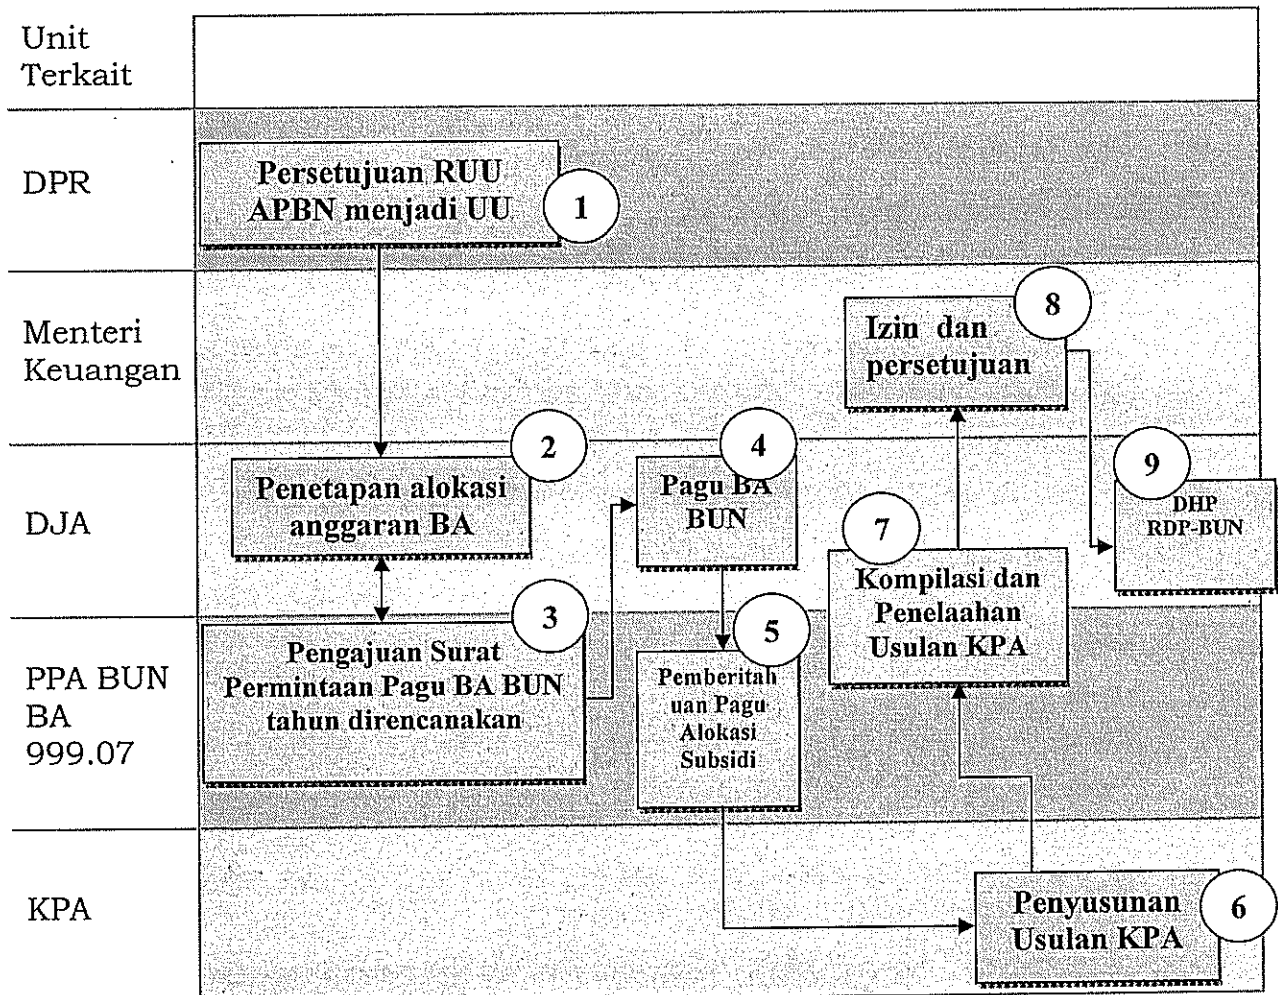 Unit
Terkait
DPR
Persetujuan RUU
APBN menjadi UU
1
Menteri
Keuangan
8
Izin dan
persetujuan
DJA
2
Penetapan alokasi
anggaran BA
4
Pagu BA
BUN
7
Kompilasi dan
Penelaahan
Usulan KPA
9
DHP
RDP-BUN
PPA BUN
BA
999.07
3
Pengajuan Surat
Permintaan Pagu BA BUN
tahun direncanakan
5
Pemberitah
uan Pagu
Alokasi
Subsidi
KPA
Penyusunan
Usulan KPA
6